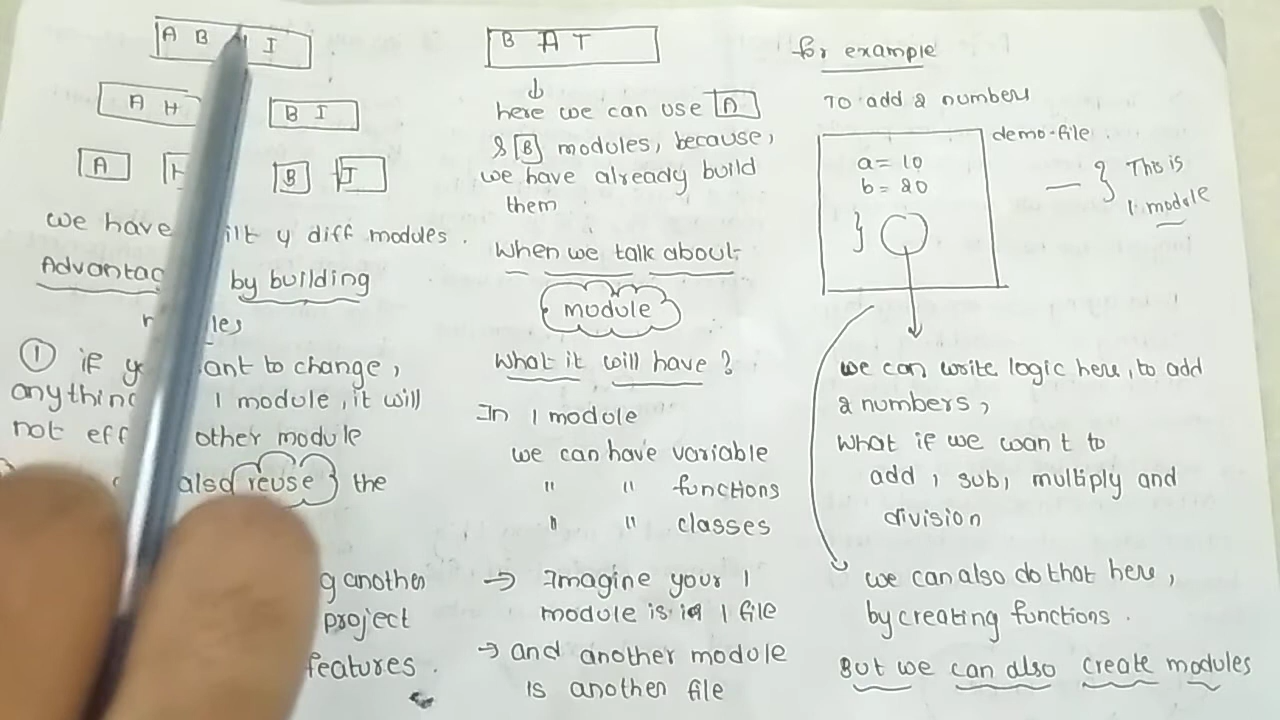 A B I
A H
B I
A
B
I
we have ilt 4 diff modules.
Advantag by building
les
① if y ant to change,
anything 1 module, it will
not eff other module
also reuse the
g another
project
features.
B A T
here we can use A
& B modules, because,
we have already build
them
When we talk about
module
What it will have ?
In 1 module
we can have variable
" " functions
" " classes
→ Imagine your 1
module is in 1 file
→ and another module
is another file
for example
To add 2 numbers
demo-file
a = 10
b = 20
This is
1 module
we can write logic here, to add
2 numbers,
What if we want to
add, sub, multiply and
division
we can also do that here,
by creating functions.
But we can also create modules